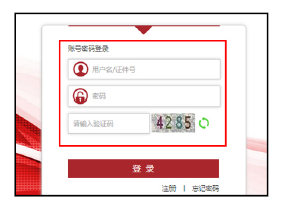 账号密码登录
用户名/证件号
密码
请输入验证码 4285
登 录
注册 | 忘记密码